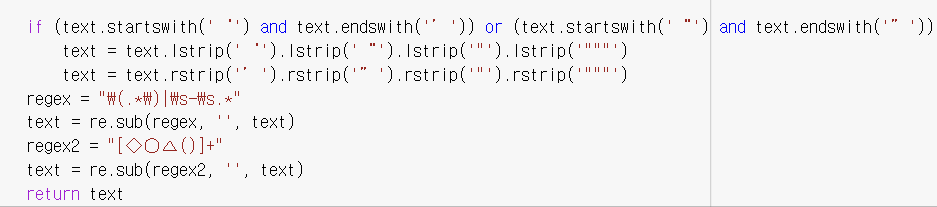 if (text.startswith(' ‘') and text.endswith('’ ')) or (text.startswith(' “') and text.endswith('” '))
text = text.lstrip(' ‘').lstrip(' “').lstrip('"').lstrip('"""')
text = text.rstrip('’ ').rstrip('” ').rstrip('"').rstrip('"""')
regex = "₩(.*₩)|₩s-₩s.*"
text = re.sub(regex, '', text)
regex2 = "[◇○△()]+"
text = re.sub(regex2, '', text)
return text